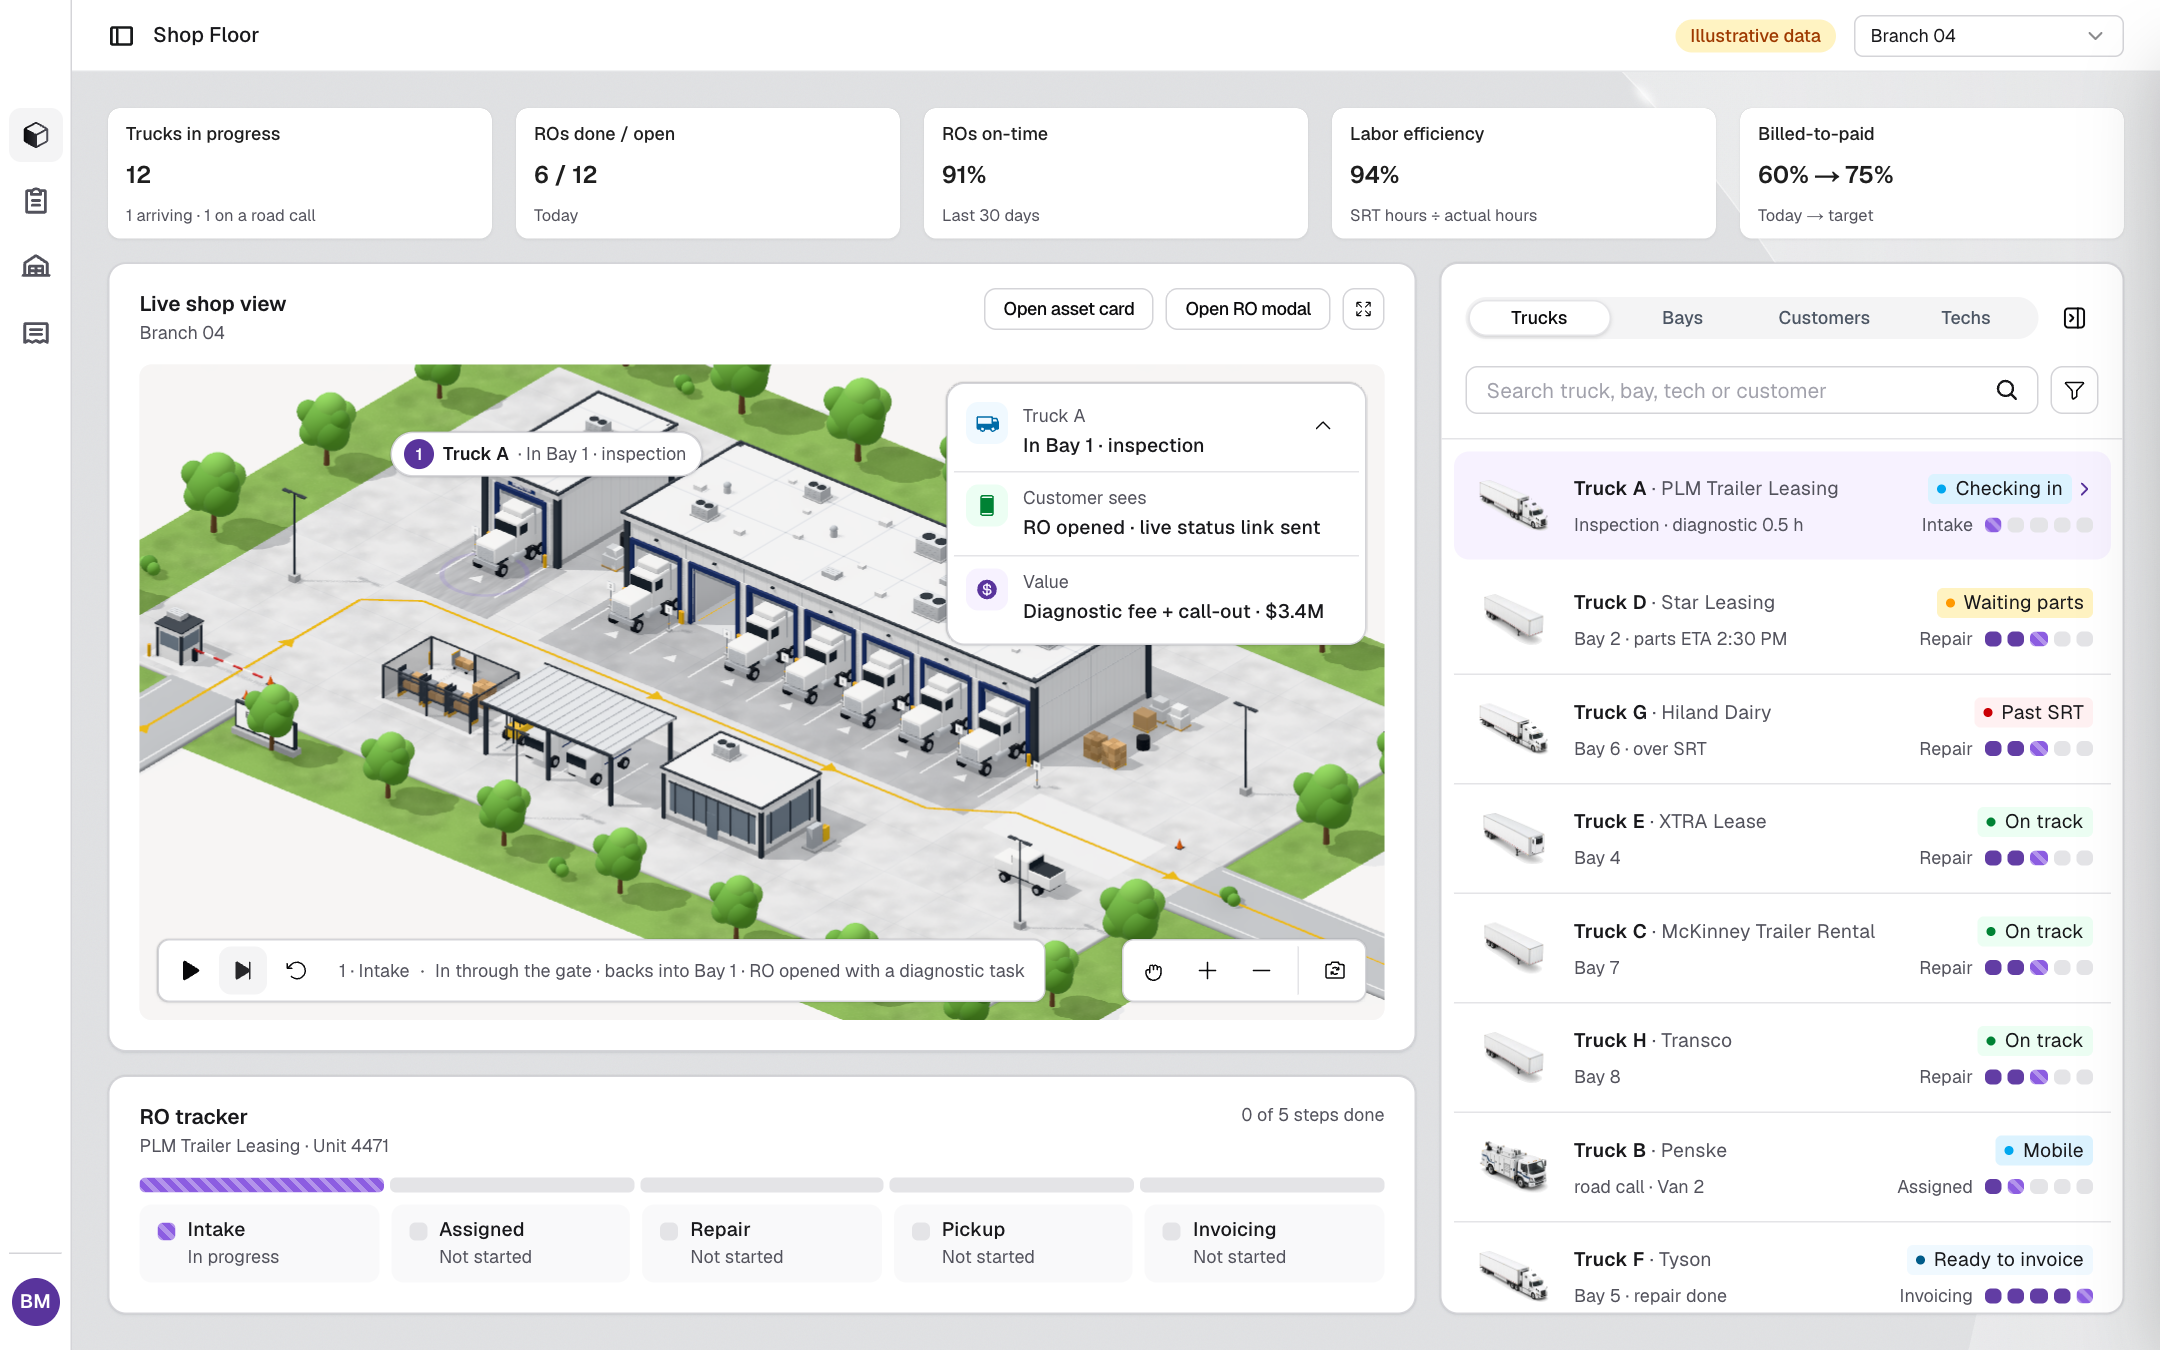 Shop Floor
Illustrative data
Branch 04
Trucks in progress
12
1 arriving · 1 on a road call
ROs done / open
6 / 12
Today
ROs on-time
91%
Last 30 days
Labor efficiency
94%
SRT hours ÷ actual hours
Billed-to-paid
60% → 75%
Today → target
Live shop view
Branch 04
Open asset card
Open RO modal
1 Truck A · In Bay 1 · inspection
Truck A
In Bay 1 · inspection
Customer sees
RO opened · live status link sent
$
Value
Diagnostic fee + call-out · $3.4M
1 · Intake · In through the gate · backs into Bay 1 · RO opened with a diagnostic task
RO tracker
PLM Trailer Leasing · Unit 4471
0 of 5 steps done
Intake
In progress
Assigned
Not started
Repair
Not started
Pickup
Not started
Invoicing
Not started
Trucks
Bays
Customers
Techs
Search truck, bay, tech or customer
Truck A · PLM Trailer Leasing
Checking in
Inspection · diagnostic 0.5 h
Intake
Truck D · Star Leasing
Waiting parts
Bay 2 · parts ETA 2:30 PM
Repair
Truck G · Hiland Dairy
Past SRT
Bay 6 · over SRT
Repair
Truck E · XTRA Lease
On track
Bay 4
Repair
Truck C · McKinney Trailer Rental
On track
Bay 7
Repair
Truck H · Transco
On track
Bay 8
Repair
Truck B · Penske
Mobile
road call · Van 2
Assigned
Truck F · Tyson
Ready to invoice
Bay 5 · repair done
Invoicing
BM